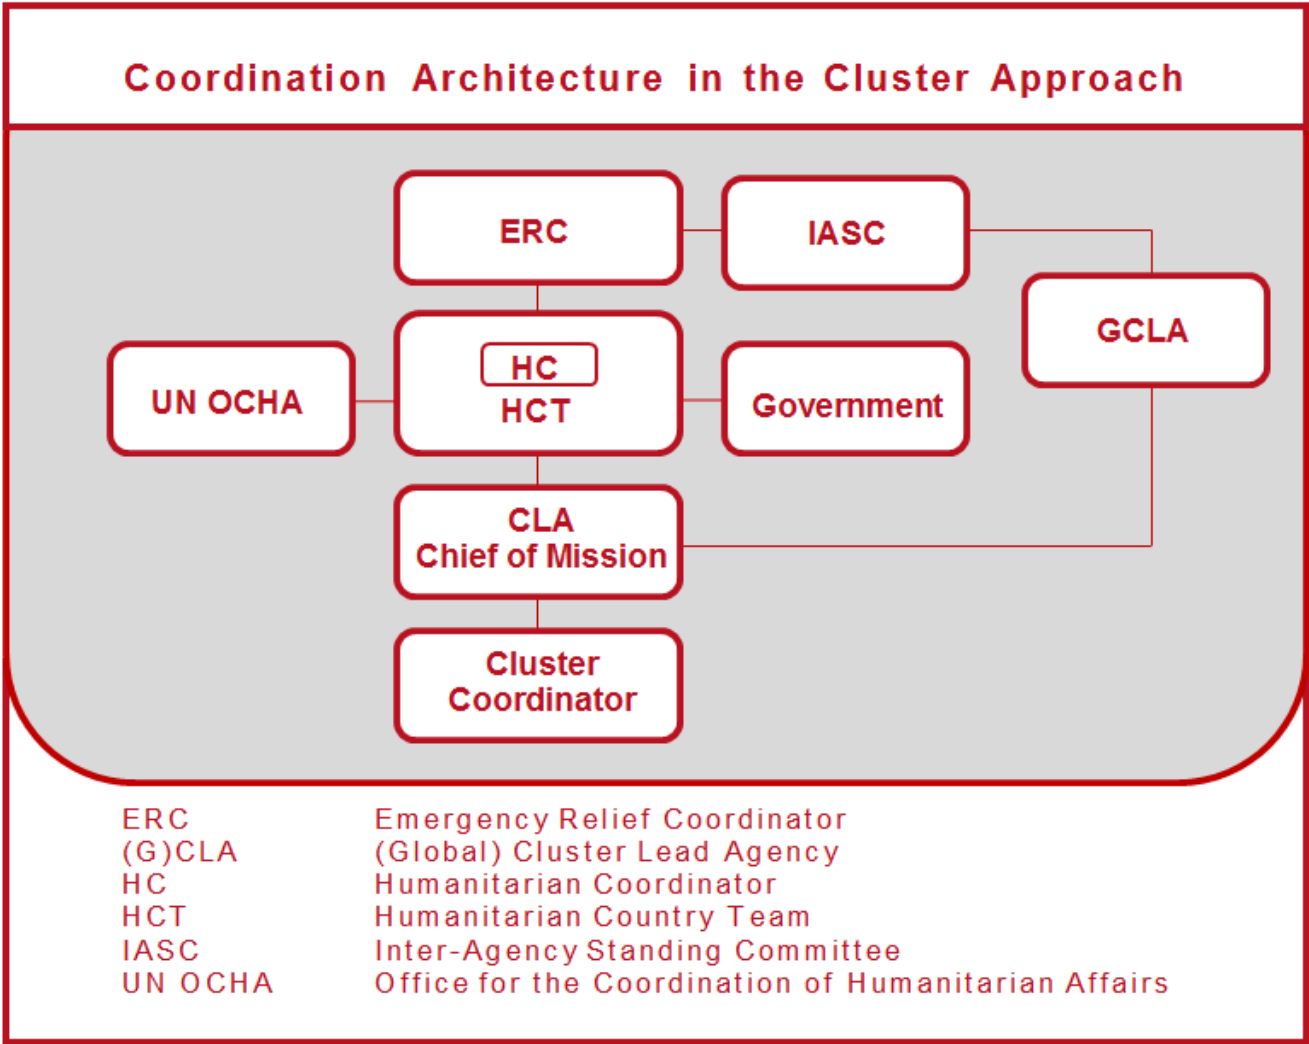 Coordination Architecture in the Cluster Approach
ERC
IASC
GCLA
HC
HCT
UN OCHA
Government
CLA
Chief of Mission
Cluster
Coordinator
ERC Emergency Relief Coordinator
(G)CLA (Global) Cluster Lead Agency
HC Humanitarian Coordinator
HCT Humanitarian Country Team
IASC Inter-Agency Standing Committee
UN OCHA Office for the Coordination of Humanitarian Affairs